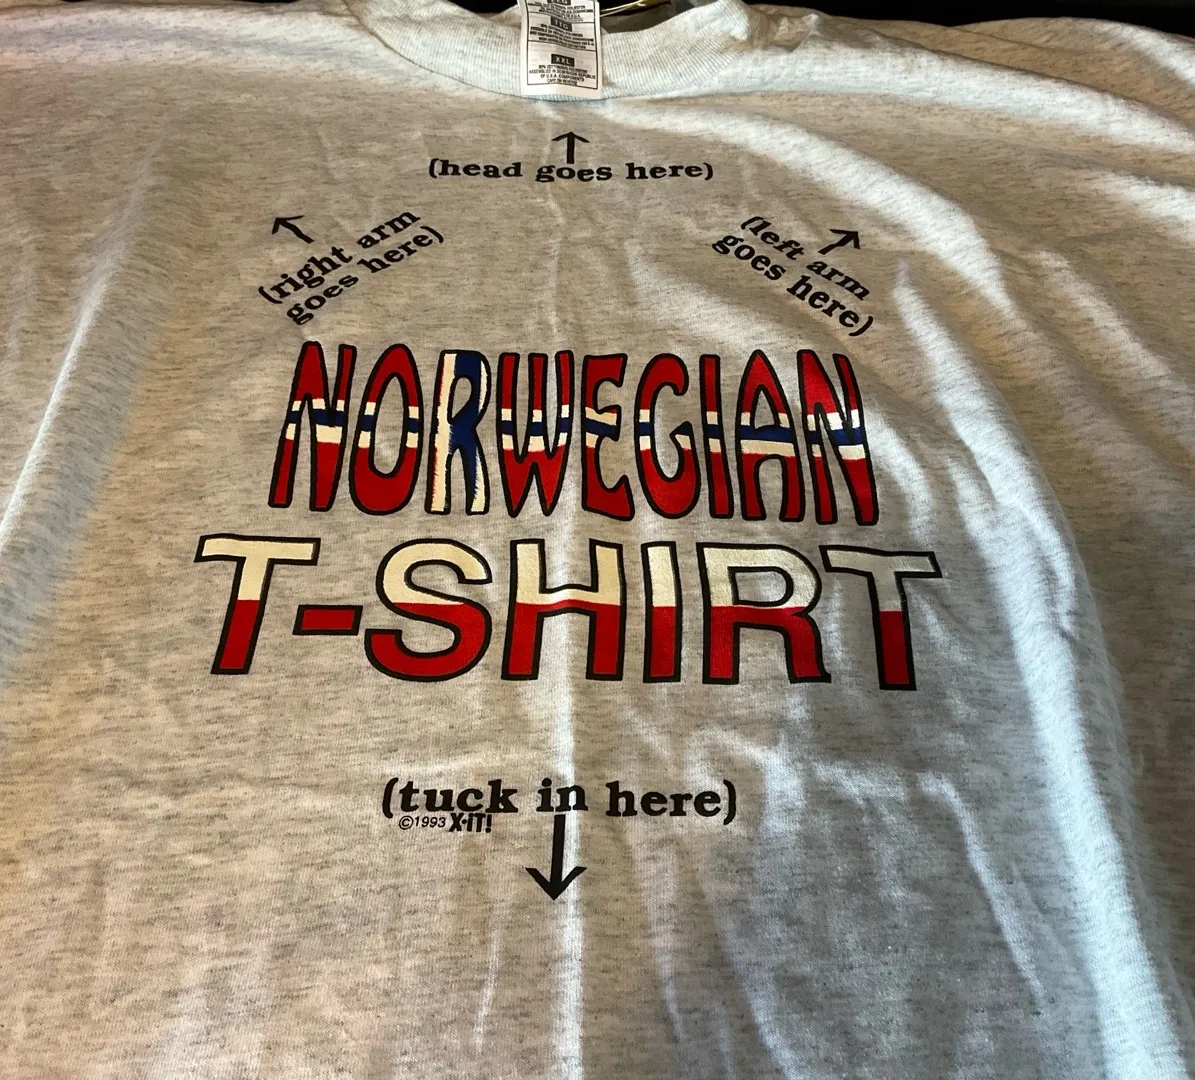 XXL
(head goes here)
(right arm
goes here)
(left arm
goes here)
NORWEGIAN
T-SHIRT
(tuck in here)
©1993 X·IT!